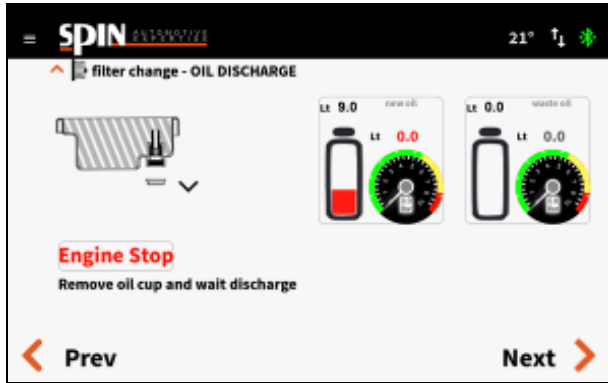 SPIN AUTOMOTIVE EXPERTISE
21°
filter change - OIL DISCHARGE
Lt 9.0 new oil
Lt 0.0
Lt 0.0 waste oil
Lt 0.0
Engine Stop
Remove oil cup and wait discharge
Prev
Next